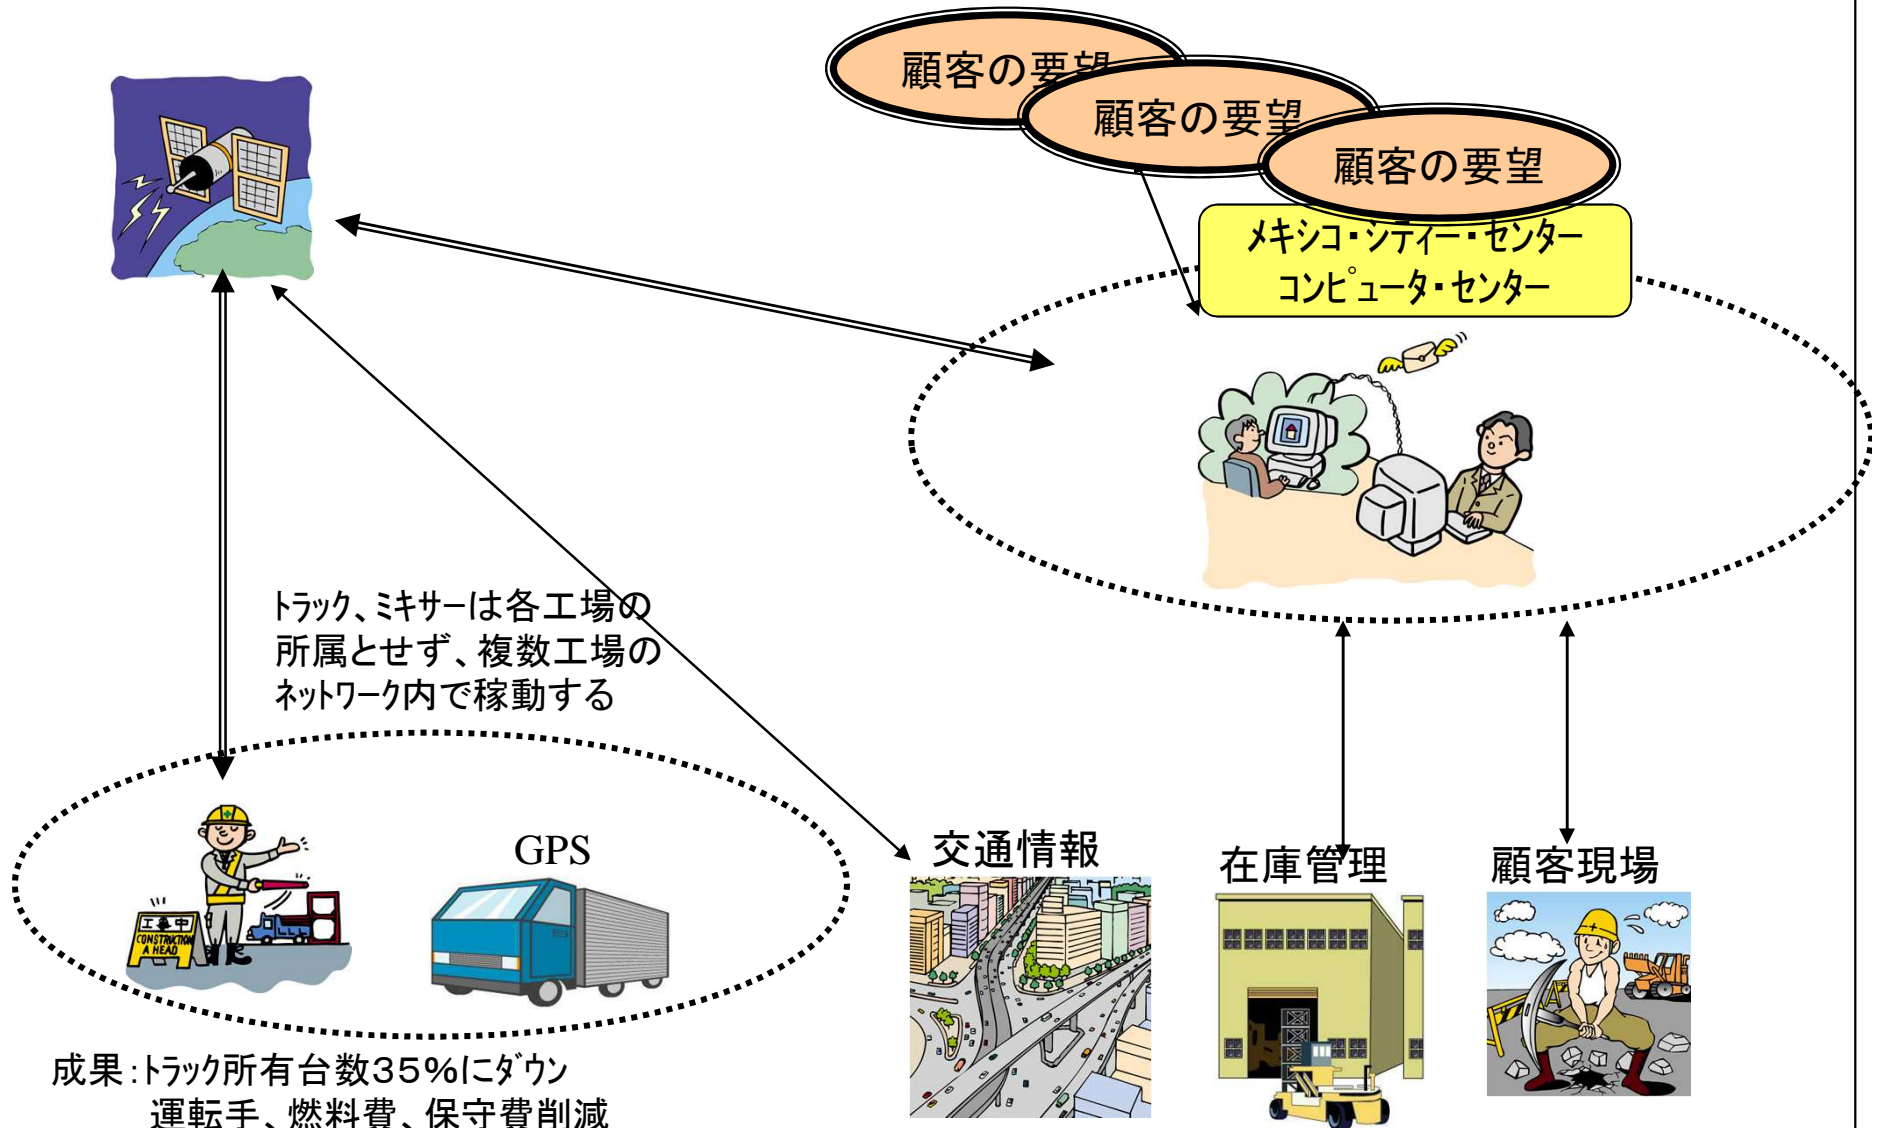 顧客の要望
顧客の要望
顧客の要望
メキシコ・シティー・センター
コンピュータ・センター
トラック、ミキサーは各工場の
所属とせず、複数工場の
ネットワーク内で稼動する
GPS
工事中
CONSTRUCTION
A HEAD
交通情報
在庫管理
顧客現場
成果:トラック所有台数35%にダウン
運転手、燃料費、保守費削減